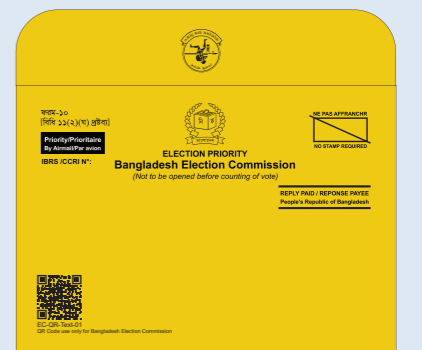 ফরম-১০
[বিধি ১১(২)(ঘ) দ্রষ্টব্য]
Priority/Prioritaire
By Airmail/Par avion
IBRS /CCRI N°:
ELECTION PRIORITY
Bangladesh Election Commission
(Not to be opened before counting of vote)
NE PAS AFFRANCHR
NO STAMP REQUIRED
REPLY PAID / REPONSE PAYEE
People's Republic of Bangladesh
EC-QR-Text-01
QR Code use only for Bangladesh Election Commission